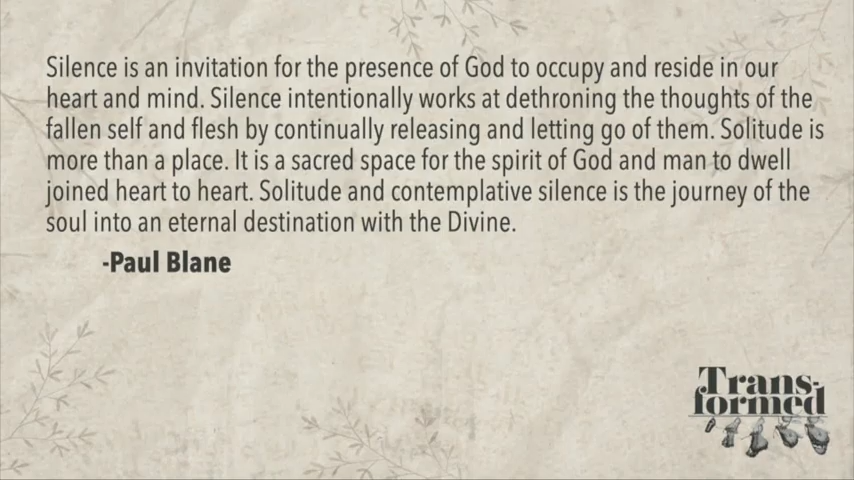 Silence is an invitation for the presence of God to occupy and reside in our
heart and mind. Silence intentionally works at dethroning the thoughts of the
fallen self and flesh by continually releasing and letting go of them. Solitude is
more than a place. It is a sacred space for the spirit of God and man to dwell
joined heart to heart. Solitude and contemplative silence is the journey of the
soul into an eternal destination with the Divine.
-Paul Blane
Trans-
formed